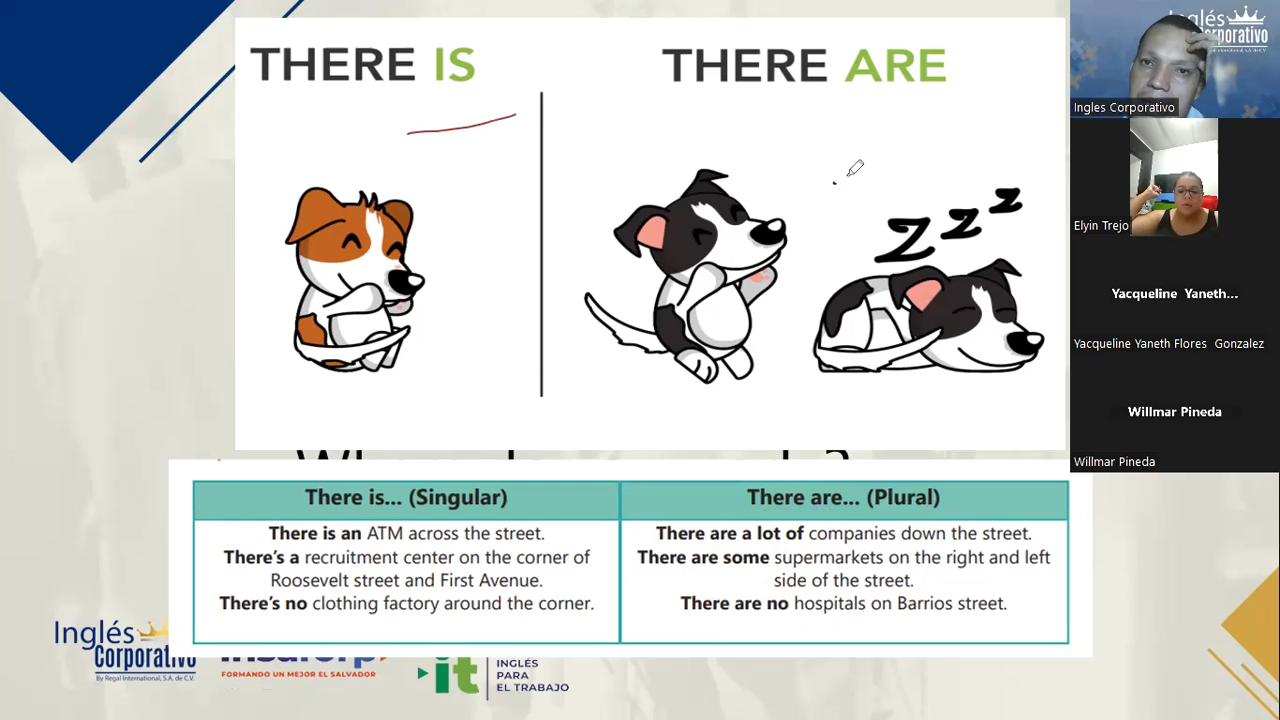 THERE IS
THERE ARE
Z Z Z
There is... (Singular)
There is an ATM across the street.
There's a recruitment center on the corner of
Roosevelt street and First Avenue.
There's no clothing factory around the corner.
There are... (Plural)
There are a lot of companies down the street.
There are some supermarkets on the right and left
side of the street.
There are no hospitals on Barrios street.
Inglés
Corporativo
By Regal International, S.A. de C.V.
insaforp
FORMANDO UN MEJOR EL SALVADOR
it
INGLÉS
PARA
EL TRABAJO
Inglés
Corporativo
Ingles Corporativo
Elyin Trejo
Yacqueline Yaneth...
Yacqueline Yaneth Flores Gonzalez
Willmar Pineda
Willmar Pineda